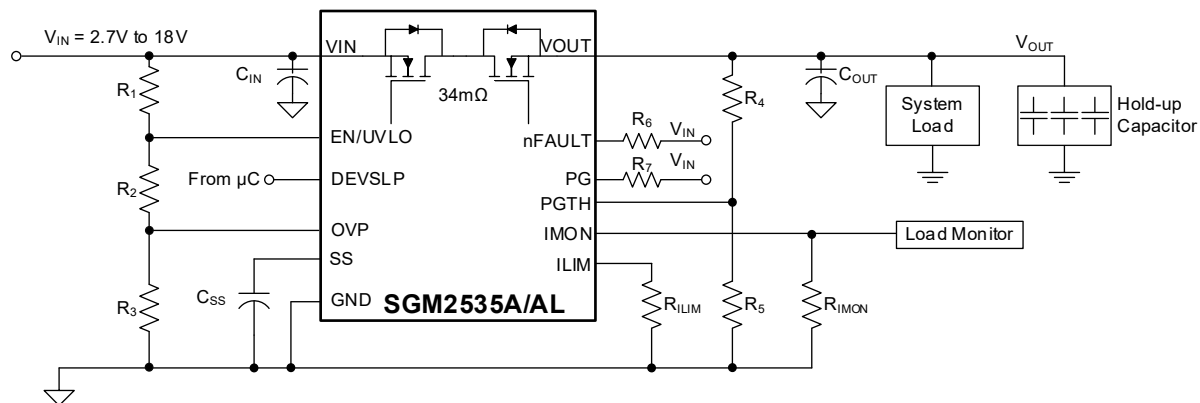 VIN = 2.7V to 18V
CIN
VIN
VOUT
34mΩ
VOUT
COUT
R1
R4
System
Load
Hold-up
Capacitor
EN/UVLO
nFAULT
R6
VIN
From µC
DEVSLP
PG
R7
VIN
R2
PGTH
OVP
IMON
Load Monitor
SS
ILIM
CSS
R3
GND
SGM2535A/AL
RILIM
R5
RIMON